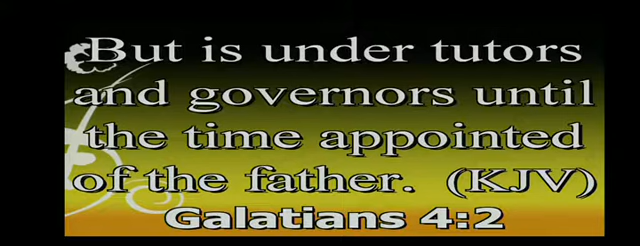 But is under tutors
and governors until
the time appointed
of the father. (KJV)
Galatians 4:2